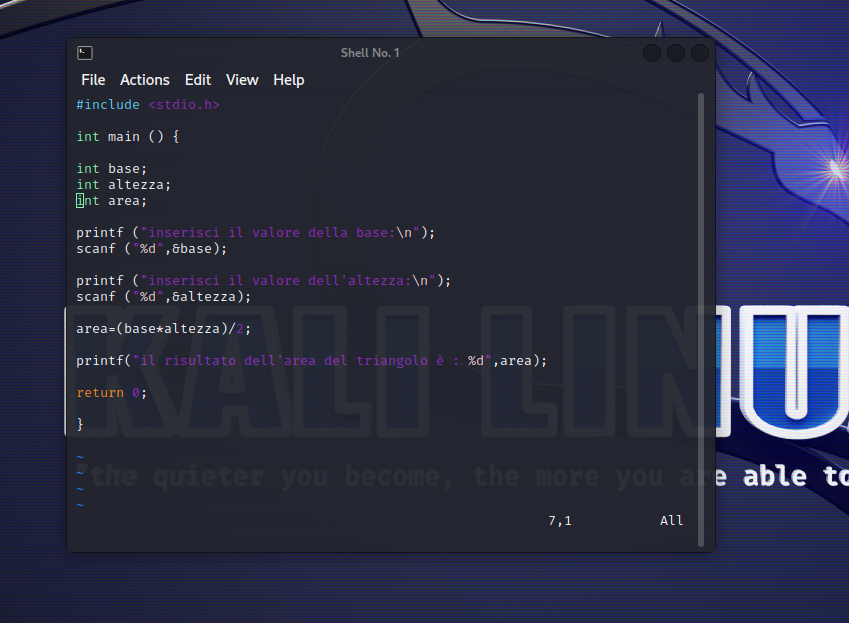 Shell No. 1
File Actions Edit View Help
#include <stdio.h>
int main () {
int base;
int altezza;
int area;
printf ("inserisci il valore della base:\n");
scanf ("%d",&base);
printf ("inserisci il valore dell'altezza:\n");
scanf ("%d",&altezza);
area=(base*altezza)/2;
printf("il risultato dell'area del triangolo è : %d",area);
return 0;
}
~
~
~
~
7,1 All
KALI LINU
"the quieter you become, the more you are able to